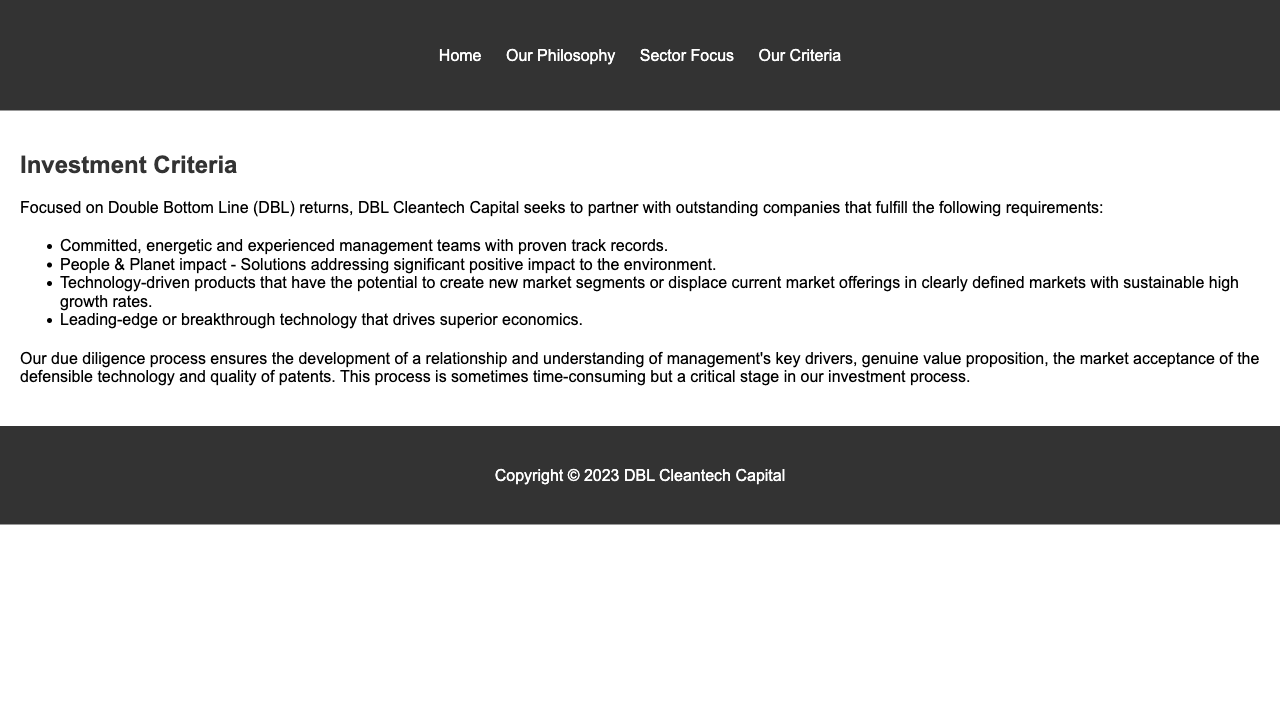 Home Our Philosophy Sector Focus Our Criteria
Investment Criteria
Focused on Double Bottom Line (DBL) returns, DBL Cleantech Capital seeks to partner with outstanding companies that fulfill the following requirements:
• Committed, energetic and experienced management teams with proven track records.
• People & Planet impact - Solutions addressing significant positive impact to the environment.
• Technology-driven products that have the potential to create new market segments or displace current market offerings in clearly defined markets with sustainable high
growth rates.
• Leading-edge or breakthrough technology that drives superior economics.
Our due diligence process ensures the development of a relationship and understanding of management's key drivers, genuine value proposition, the market acceptance of the
defensible technology and quality of patents. This process is sometimes time-consuming but a critical stage in our investment process.
Copyright © 2023 DBL Cleantech Capital